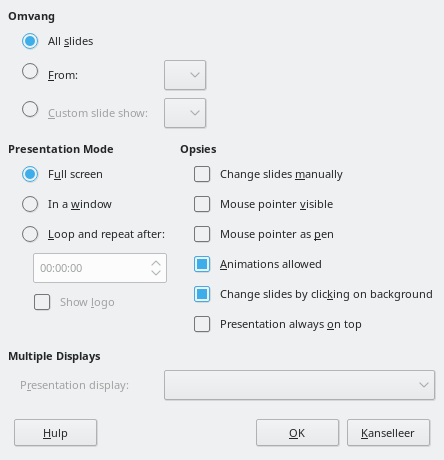 Omvang
All slides
From:
Custom slide show:
Presentation Mode
Opsies
Full screen
Change slides manually
In a window
Mouse pointer visible
Loop and repeat after:
Mouse pointer as pen
00:00:00
Animations allowed
Show logo
Change slides by clicking on background
Presentation always on top
Multiple Displays
Presentation display:
Hulp
OK
Kanselleer